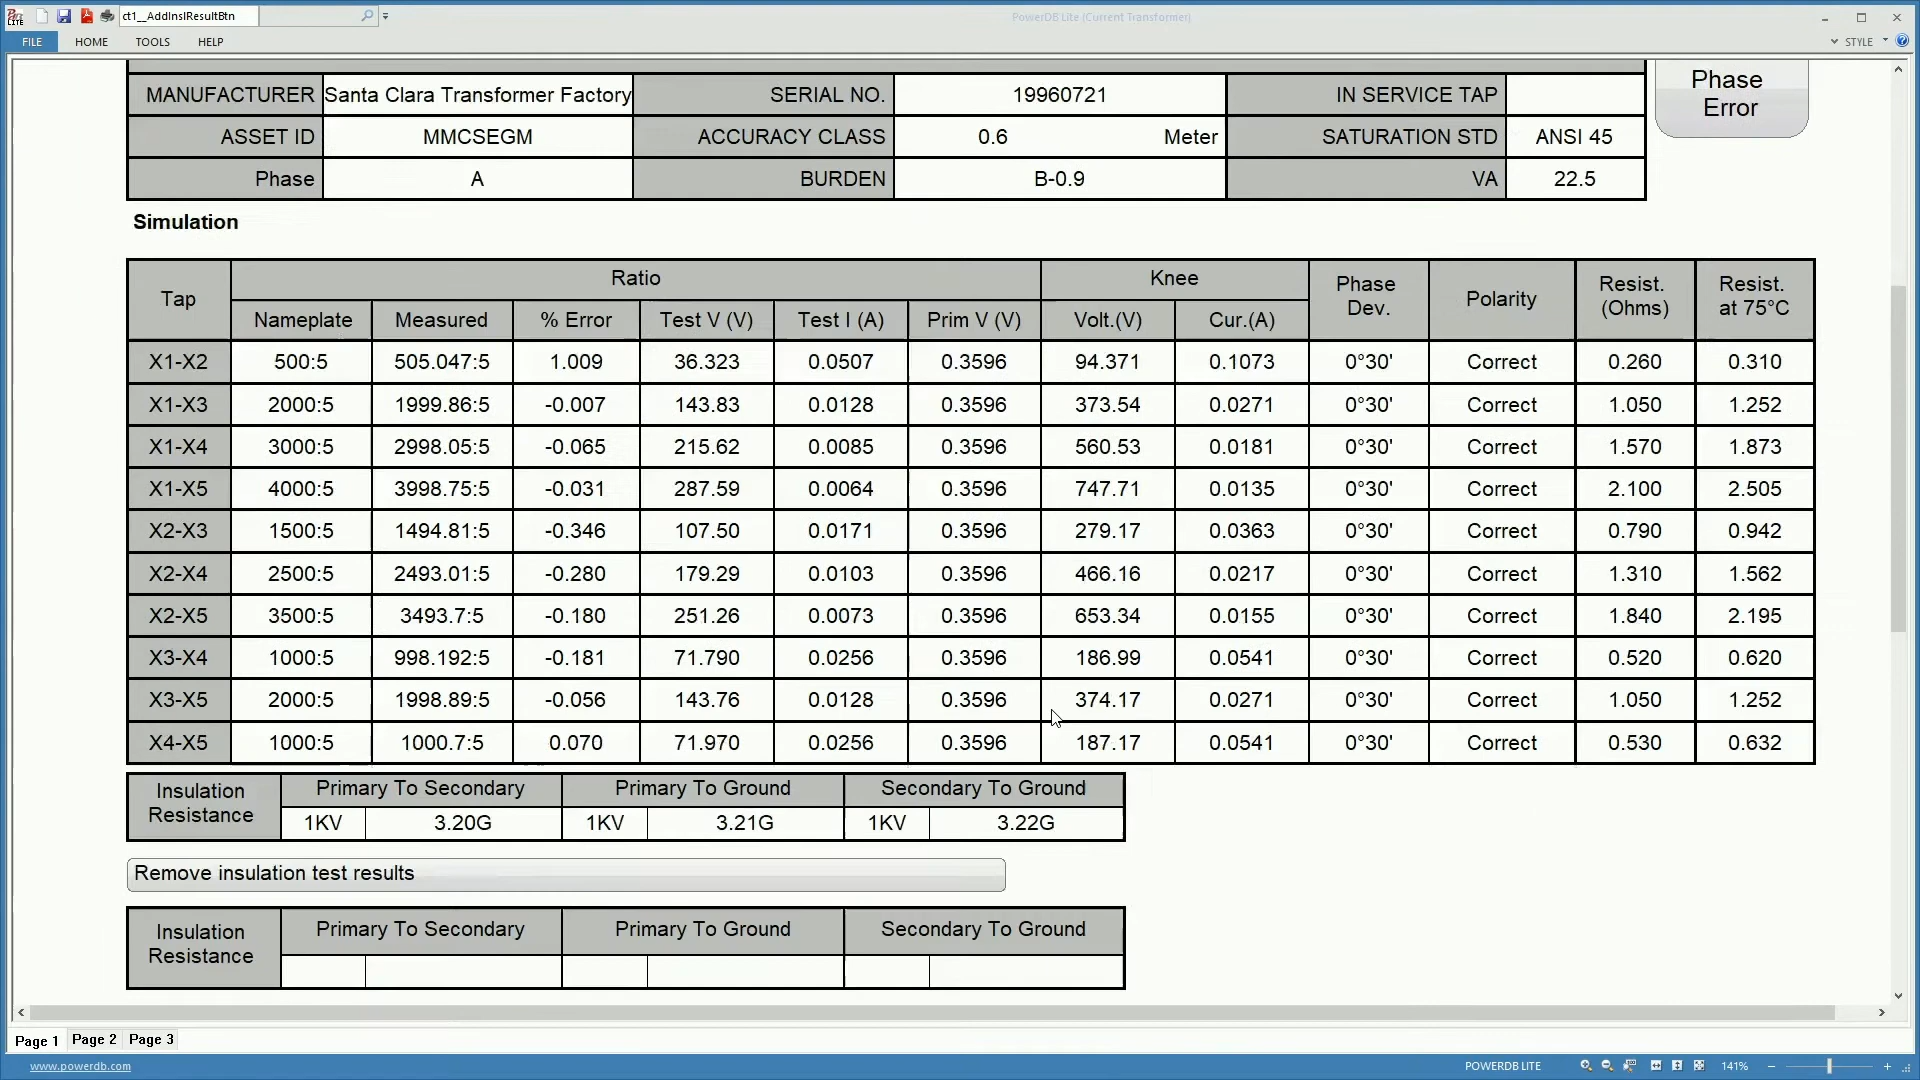 ct1__AddInslResultBtn
PowerDB Lite (Current Transformer)
FILE HOME TOOLS HELP STYLE
MANUFACTURER Santa Clara Transformer Factory SERIAL NO. 19960721 IN SERVICE TAP
Phase
Error
ASSET ID MMCSEGM ACCURACY CLASS 0.6 Meter SATURATION STD ANSI 45
Phase A BURDEN B-0.9 VA 22.5
Simulation
Tap Ratio Knee Phase Dev. Polarity Resist. (Ohms) Resist. at 75°C
Nameplate Measured % Error Test V (V) Test I (A) Prim V (V) Volt.(V) Cur.(A)
X1-X2 500:5 505.047:5 1.009 36.323 0.0507 0.3596 94.371 0.1073 0°30' Correct 0.260 0.310
X1-X3 2000:5 1999.86:5 -0.007 143.83 0.0128 0.3596 373.54 0.0271 0°30' Correct 1.050 1.252
X1-X4 3000:5 2998.05:5 -0.065 215.62 0.0085 0.3596 560.53 0.0181 0°30' Correct 1.570 1.873
X1-X5 4000:5 3998.75:5 -0.031 287.59 0.0064 0.3596 747.71 0.0135 0°30' Correct 2.100 2.505
X2-X3 1500:5 1494.81:5 -0.346 107.50 0.0171 0.3596 279.17 0.0363 0°30' Correct 0.790 0.942
X2-X4 2500:5 2493.01:5 -0.280 179.29 0.0103 0.3596 466.16 0.0217 0°30' Correct 1.310 1.562
X2-X5 3500:5 3493.7:5 -0.180 251.26 0.0073 0.3596 653.34 0.0155 0°30' Correct 1.840 2.195
X3-X4 1000:5 998.192:5 -0.181 71.790 0.0256 0.3596 186.99 0.0541 0°30' Correct 0.520 0.620
X3-X5 2000:5 1998.89:5 -0.056 143.76 0.0128 0.3596 374.17 0.0271 0°30' Correct 1.050 1.252
X4-X5 1000:5 1000.7:5 0.070 71.970 0.0256 0.3596 187.17 0.0541 0°30' Correct 0.530 0.632
Insulation Resistance Primary To Secondary Primary To Ground Secondary To Ground
1KV 3.20G 1KV 3.21G 1KV 3.22G
Remove insulation test results
Insulation Resistance Primary To Secondary Primary To Ground Secondary To Ground
Page 1 Page 2 Page 3
www.powerdb.com POWERDB LITE 141%